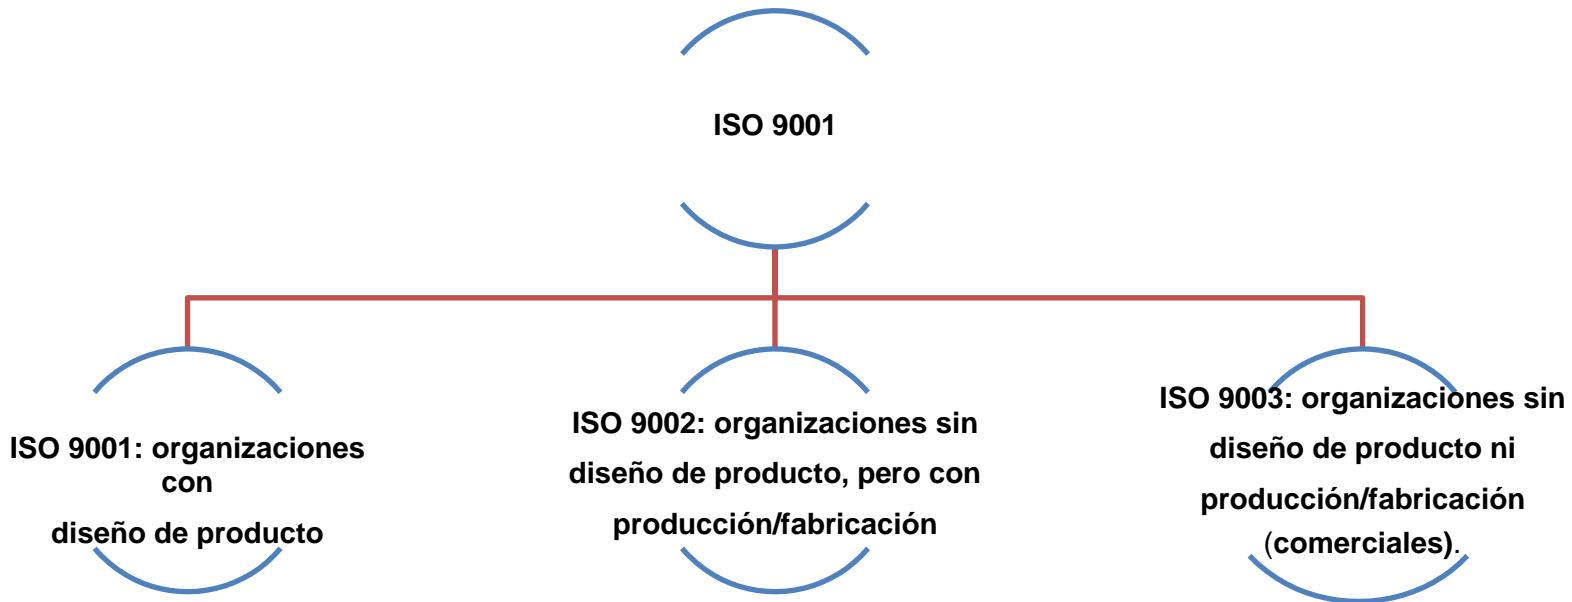 ISO 9001
ISO 9001: organizaciones
con
diseño de producto
ISO 9002: organizaciones sin
diseño de producto, pero con
producción/fabricación
ISO 9003: organizaciones sin
diseño de producto ni
producción/fabricación
(comerciales).